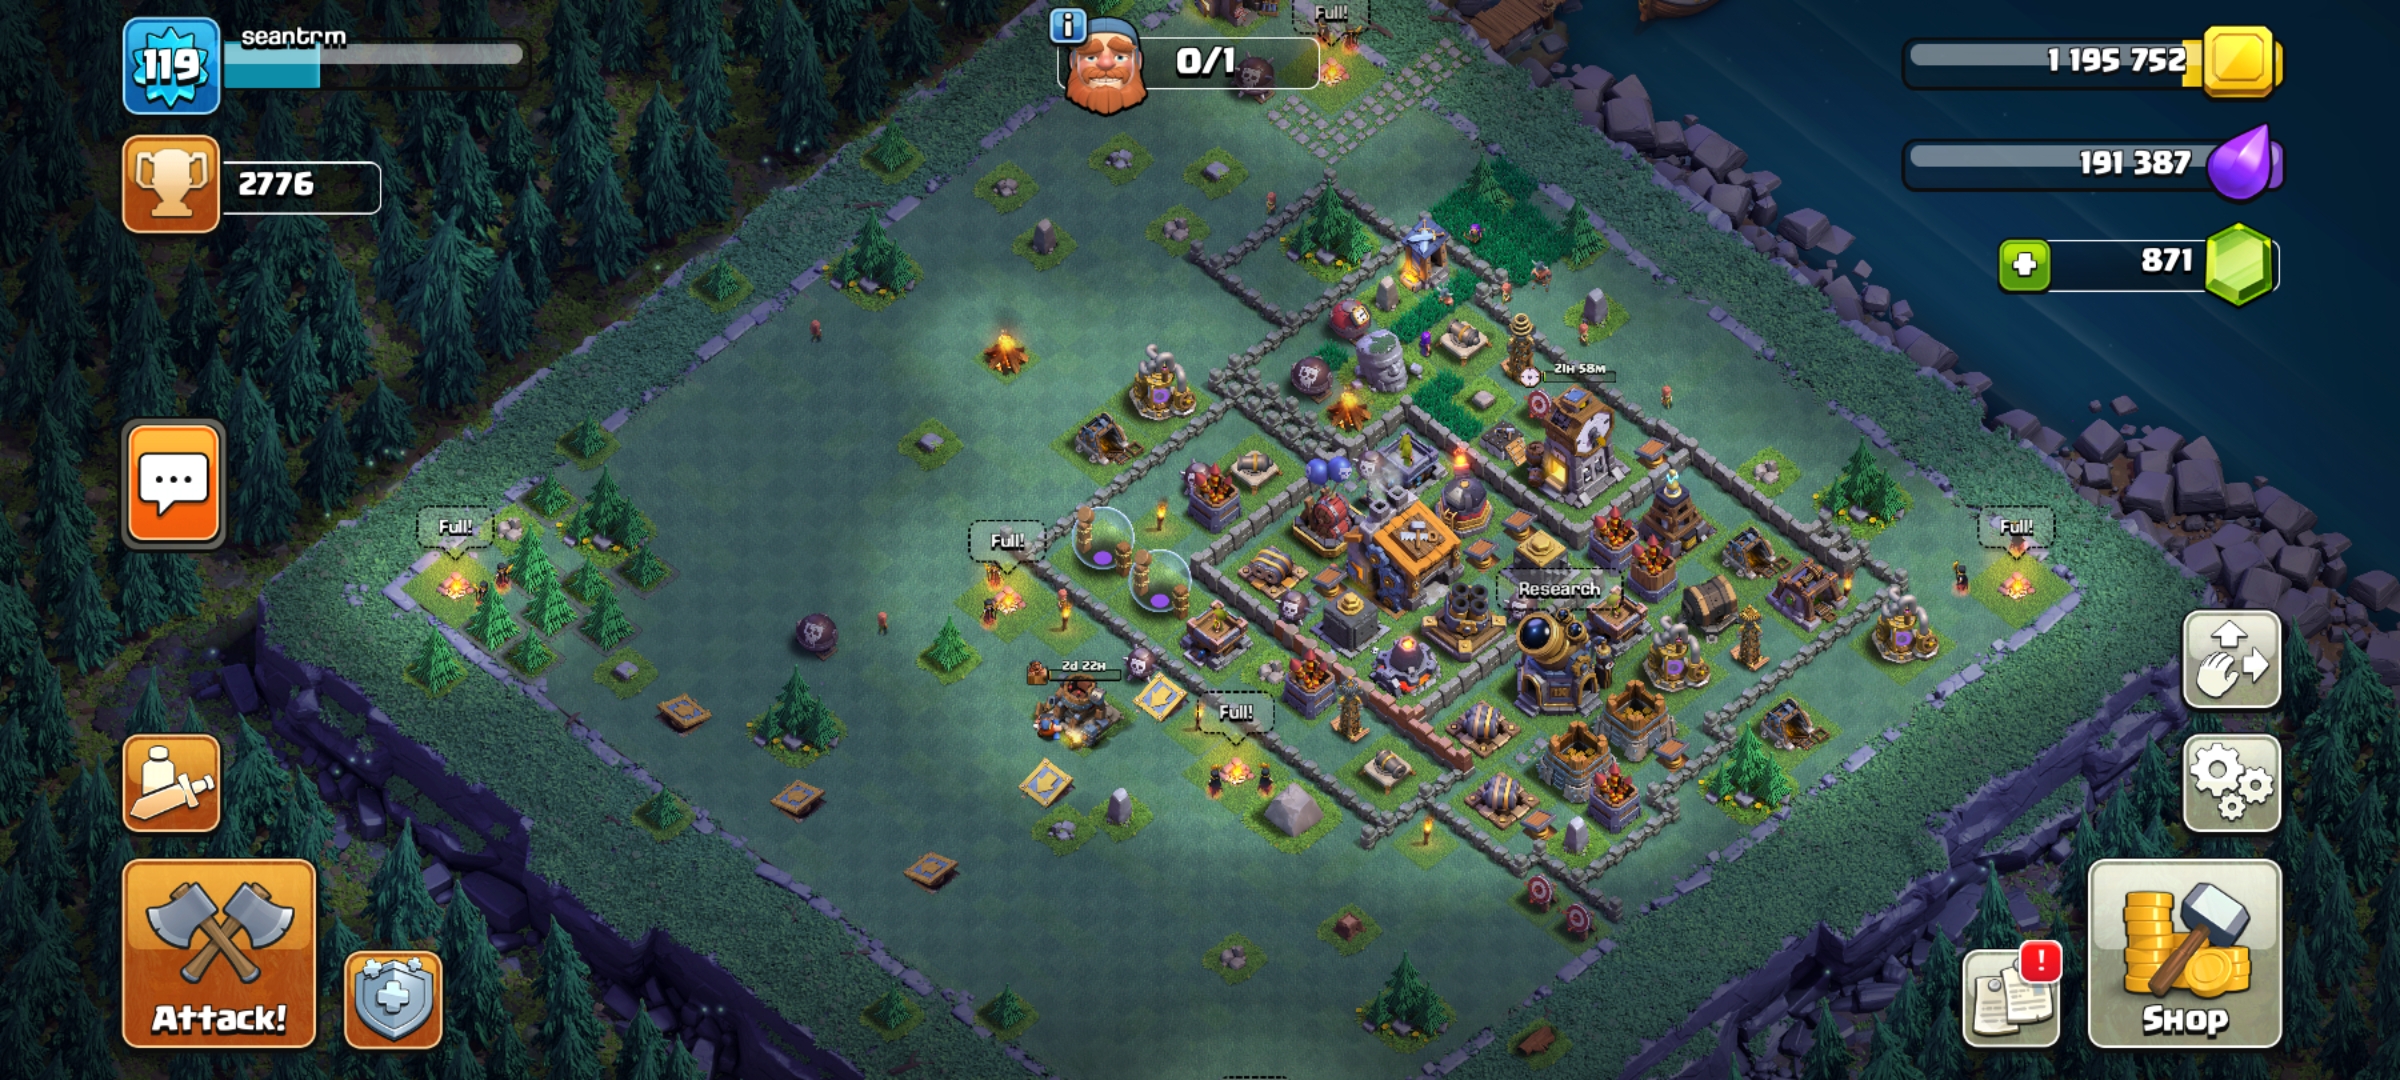 Full!
119
seantrm
i
0/1
1 195 752
2776
191 387
871
21H 58M
Full!
Full!
Full!
Research
2d 22H
Full!
Attack!
!
Shop